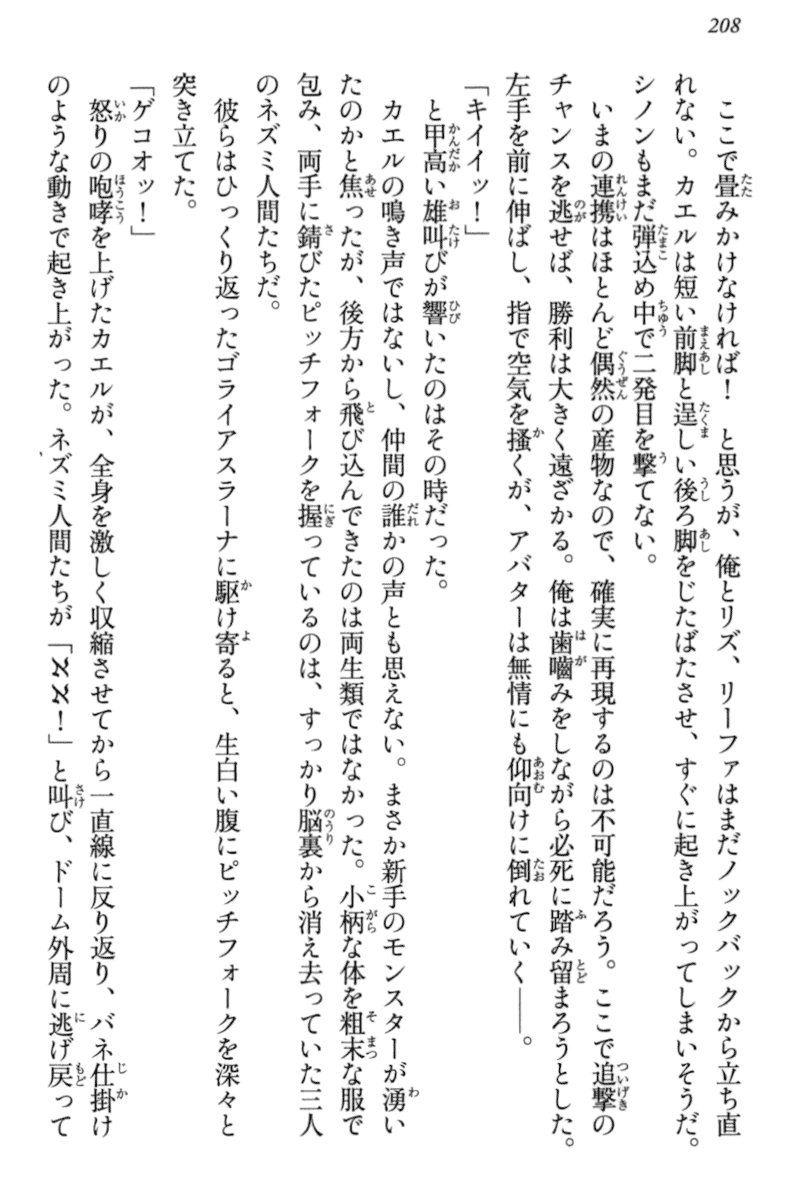 208
ここで畳みかけなければ！　と思うが、俺とリズ、リーファはまだノックバックから立ち直
れない。カエルは短い前脚と逞しい後ろ脚をじたばたさせ、すぐに起き上がってしまいそうだ。
シノンもまだ弾込め中で二発目を撃てない。
いまの連携はほとんど偶然の産物なので、確実に再現するのは不可能だろう。ここで追撃の
チャンスを逃せば、勝利は大きく遠ざかる。俺は歯嚙みをしながら必死に踏み留まろうとした。
左手を前に伸ばし、指で空気を搔くが、アバターは無情にも仰向けに倒れていく――。
「キイイッ！」
と甲高い雄叫びが響いたのはその時だった。
カエルの鳴き声ではないし、仲間の誰かの声とも思えない。まさか新手のモンスターが湧い
たのかと焦ったが、後方から飛び込んできたのは両生類ではなかった。小柄な体を粗末な服で
包み、両手に錆びたピッチフォークを握っているのは、すっかり脳裏から消え去っていた三人
のネズミ人間たちだ。
彼らはひっくり返ったゴライアスラーナに駆け寄ると、生白い腹にピッチフォークを深々と
突き立てた。
「ゲコオッ！」
怒りの咆哮を上げたカエルが、全身を激しく収縮させてから一直線に反り返り、バネ仕掛け
のような動きで起き上がった。ネズミ人間たちが「ℵℵ！」と叫び、ドーム外周に逃げ戻って